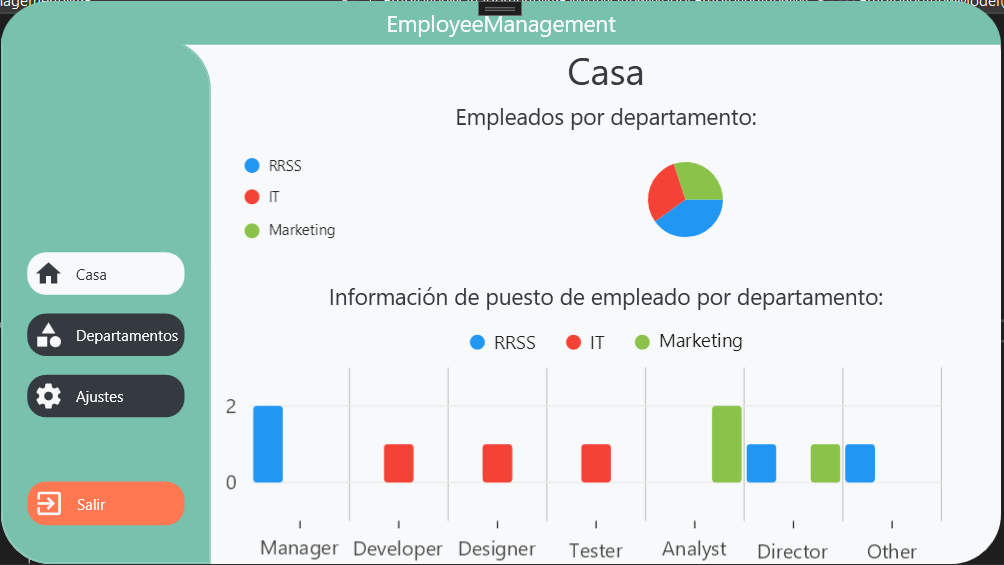 EmployeeManagement
Casa
Empleados por departamento:
RRSS
IT
Marketing
Casa
Departamentos
Ajustes
Salir
Información de puesto de empleado por departamento:
RRSS IT Marketing
2
0
Manager Developer Designer Tester Analyst Director Other